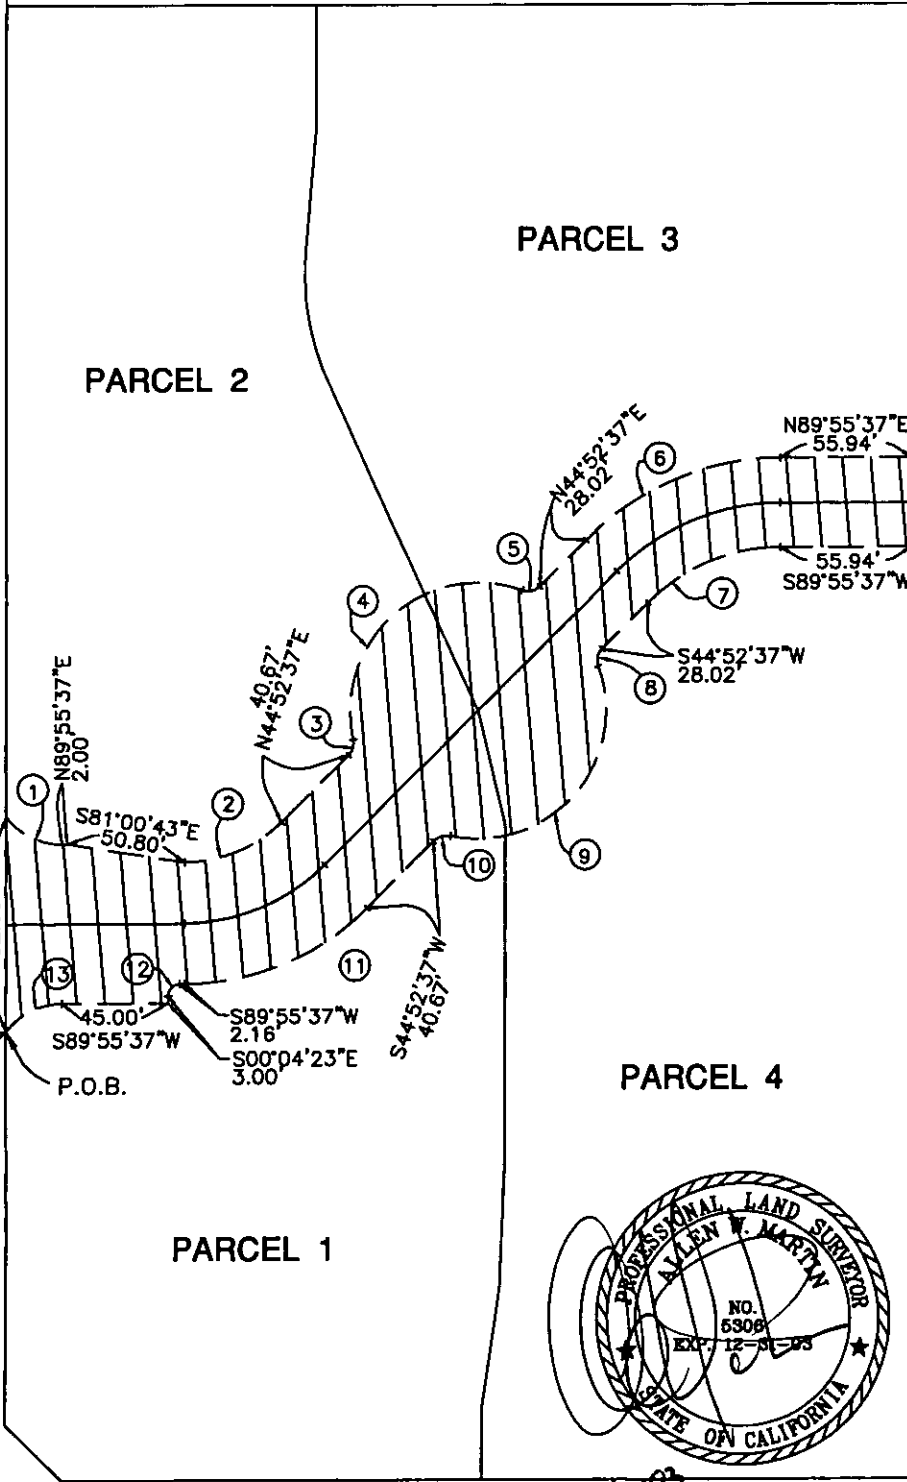 PARCEL 3
PARCEL 2
N89°55'37"E
55.94'
N44°52'37"E
28.02'
6
5
4
55.94'
S89°55'37"W
7
S44°52'37"W
28.02'
8
40.67'
N44°52'37"E
3
N89°55'37"E
2.00'
1
2
S81°00'43"E
50.80'
10
9
11
S44°52'37"W
40.67'
13
12
45.00'
S89°55'37"W
S89°55'37"W
2.16'
S00°04'23"E
3.00'
P.O.B.
PARCEL 4
PARCEL 1
PROFESSIONAL LAND SURVEYOR
ALLEN W. MARTIN
NO.
5306
EXP. 12-31-03
STATE OF CALIFORNIA